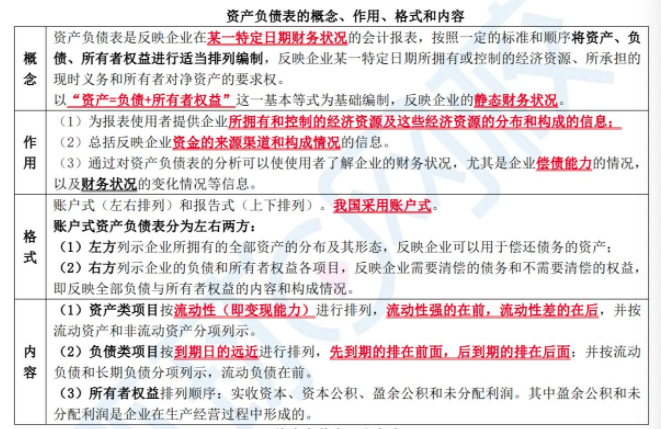 资产负债表的概念、作用、格式和内容
概念
资产负债表是反映企业在某一特定日期财务状况的会计报表，按照一定的标准和顺序将资产、负
债、所有者权益进行适当排列编制，反映企业某一特定日期所拥有或控制的经济资源、所承担的
现时义务和所有者对净资产的要求权。
以“资产=负债+所有者权益”这一基本等式为基础编制，反映企业的静态财务状况。
作用
（1）为报表使用者提供企业所拥有和控制的经济资源及这些经济资源的分布和构成的信息；
（2）总括反映企业资金的来源渠道和构成情况的信息。
（3）通过对资产负债表的分析可以使使用者了解企业的财务状况，尤其是企业偿债能力的情况，
以及财务状况的变化情况等信息。
格式
账户式（左右排列）和报告式（上下排列）。我国采用账户式。
账户式资产负债表分为左右两方：
（1）左方列示企业所拥有的全部资产的分布及其形态，反映企业可以用于偿还债务的资产；
（2）右方列示企业的负债和所有者权益各项目，反映企业需要清偿的债务和不需要清偿的权益，
即反映全部负债与所有者权益的内容和构成情况。
内容
（1）资产类项目按流动性（即变现能力）进行排列，流动性强的在前，流动性差的在后，并按
流动资产和非流动资产分项列示。
（2）负债类项目按到期日的远近进行排列，先到期的排在前面，后到期的排在后面；并按流动
负债和长期负债分项列示，流动负债在前。
（3）所有者权益排列顺序：实收资本、资本公积、盈余公积和未分配利润。其中盈余公积和未
分配利润是企业在生产经营过程中形成的。